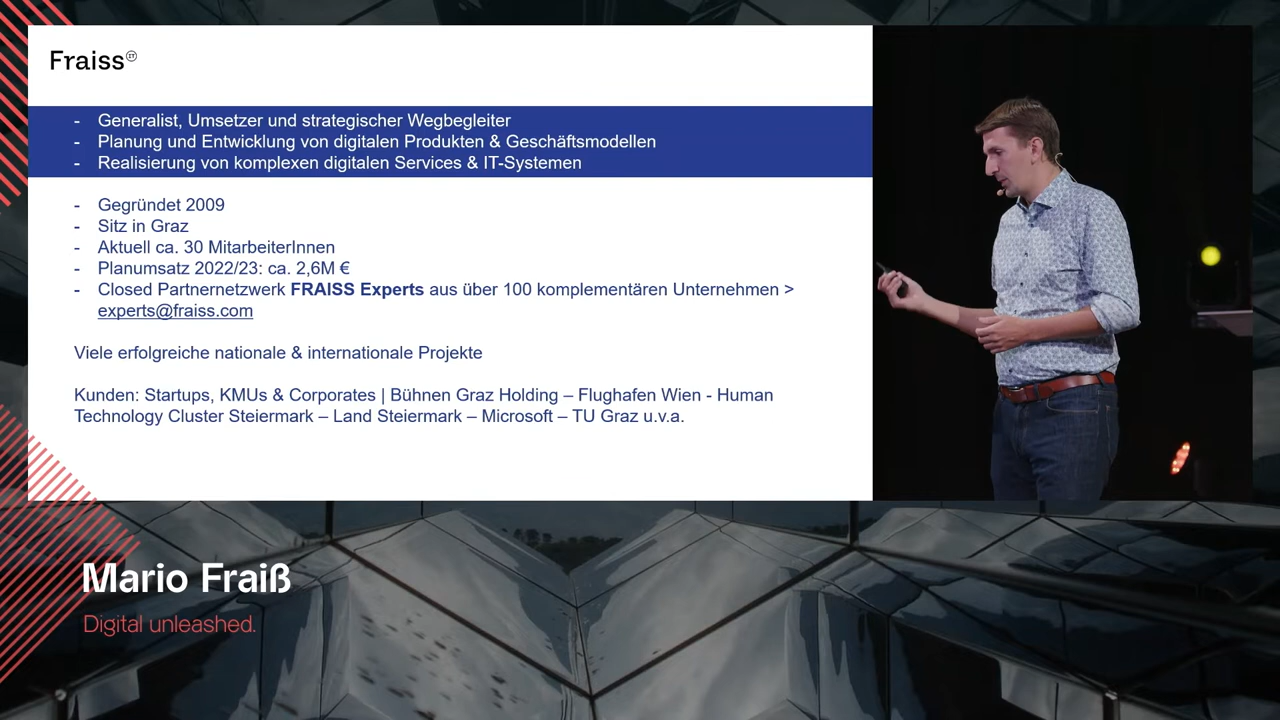 Fraiss
- Generalist, Umsetzer und strategischer Wegbegleiter
- Planung und Entwicklung von digitalen Produkten & Geschäftsmodellen
- Realisierung von komplexen digitalen Services & IT-Systemen
- Gegründet 2009
- Sitz in Graz
- Aktuell ca. 30 MitarbeiterInnen
- Planumsatz 2022/23: ca. 2,6M €
- Closed Partnernetzwerk FRAISS Experts aus über 100 komplementären Unternehmen >
experts@fraiss.com
Viele erfolgreiche nationale & internationale Projekte
Kunden: Startups, KMUs & Corporates | Bühnen Graz Holding – Flughafen Wien - Human
Technology Cluster Steiermark – Land Steiermark – Microsoft – TU Graz u.v.a.
Mario Fraiß
Digital unleashed.